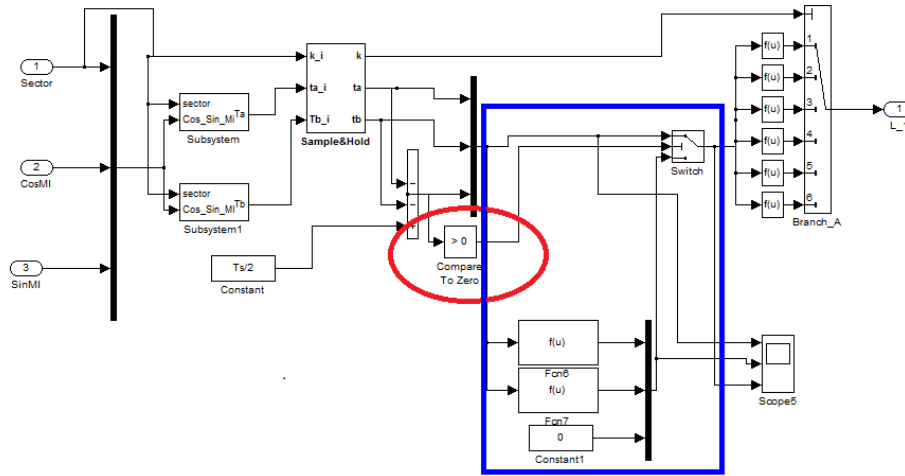 1
Sector
2
CosMI
3
SinMI
sector
Cos_Sin_MI
Ta
Subsystem
sector
Cos_Sin_MI
Tb
Subsystem1
k_i
k
ta_i
ta
Tb_i
tb
Sample&Hold
Ts/2
Constant
−
−
+
> 0
Compare
To Zero
f(u)
Fcn6
f(u)
Fcn7
0
Constant1
Switch
f(u)
f(u)
f(u)
f(u)
f(u)
f(u)
1
2
3
4
5
6
Branch_A
Scope5
1